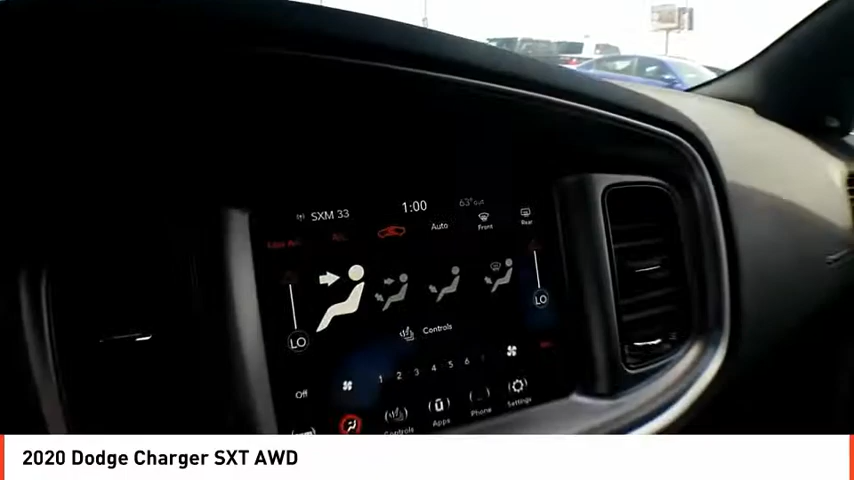 SXM 33 1:00 63° out
Auto Front Rear
LO LO
Controls
1 2 3 4 5 6
Off
Controls Apps Phone Settings
2020 Dodge Charger SXT AWD